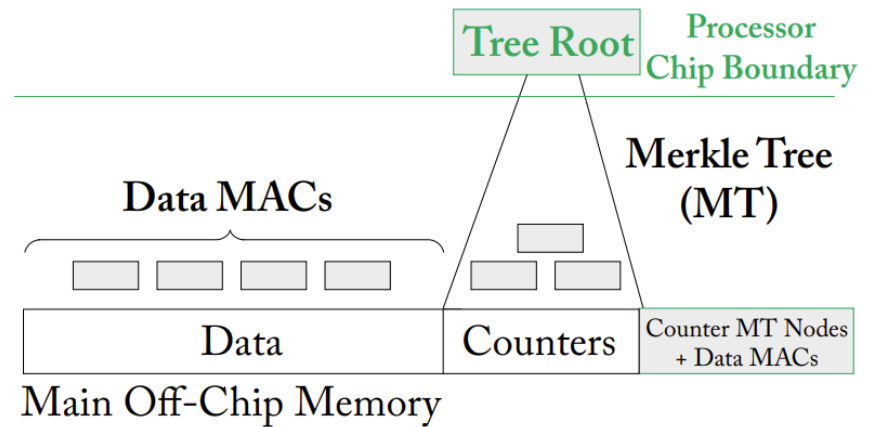 Tree Root
Processor
Chip Boundary
Merkle Tree
(MT)
Data MACs
Data
Counters
Counter MT Nodes
+ Data MACs
Main Off-Chip Memory